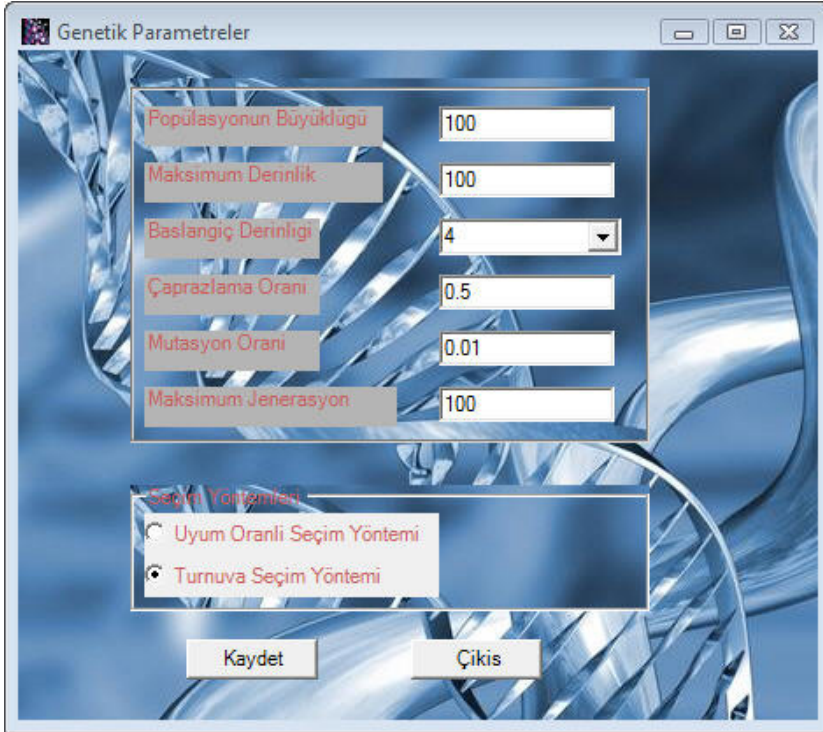 Genetik Parametreler
Popülasyonun Büyüklügü 100
Maksimum Derinlik 100
Baslangiç Derinligi 4
Çaprazlama Orani 0.5
Mutasyon Orani 0.01
Maksimum Jenerasyon 100
Seçim Yöntemleri
Uyum Oranli Seçim Yöntemi
Turnuva Seçim Yöntemi
Kaydet Çikis